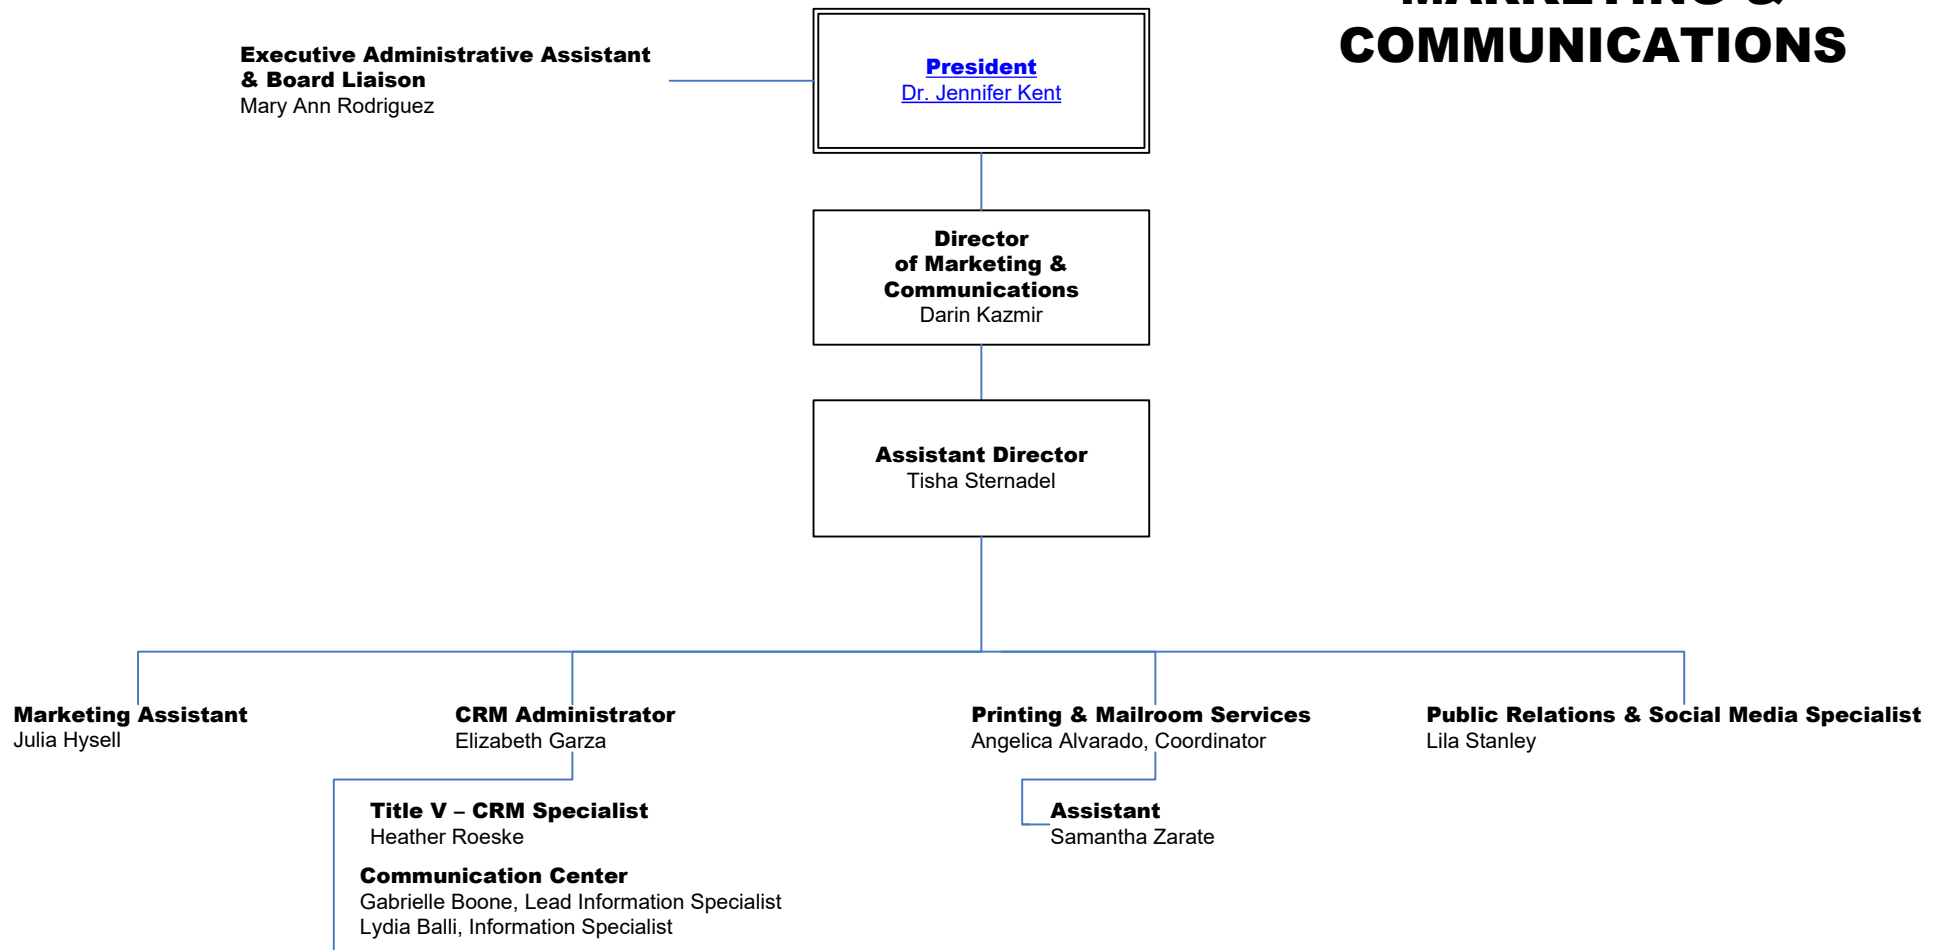 MARKETING &
COMMUNICATIONS
Executive Administrative Assistant
& Board Liaison
Mary Ann Rodriguez
President
Dr. Jennifer Kent
Director
of Marketing &
Communications
Darin Kazmir
Assistant Director
Tisha Sternadel
Marketing Assistant
Julia Hysell
CRM Administrator
Elizabeth Garza
Title V – CRM Specialist
Heather Roeske
Communication Center
Gabrielle Boone, Lead Information Specialist
Lydia Balli, Information Specialist
Printing & Mailroom Services
Angelica Alvarado, Coordinator
Assistant
Samantha Zarate
Public Relations & Social Media Specialist
Lila Stanley